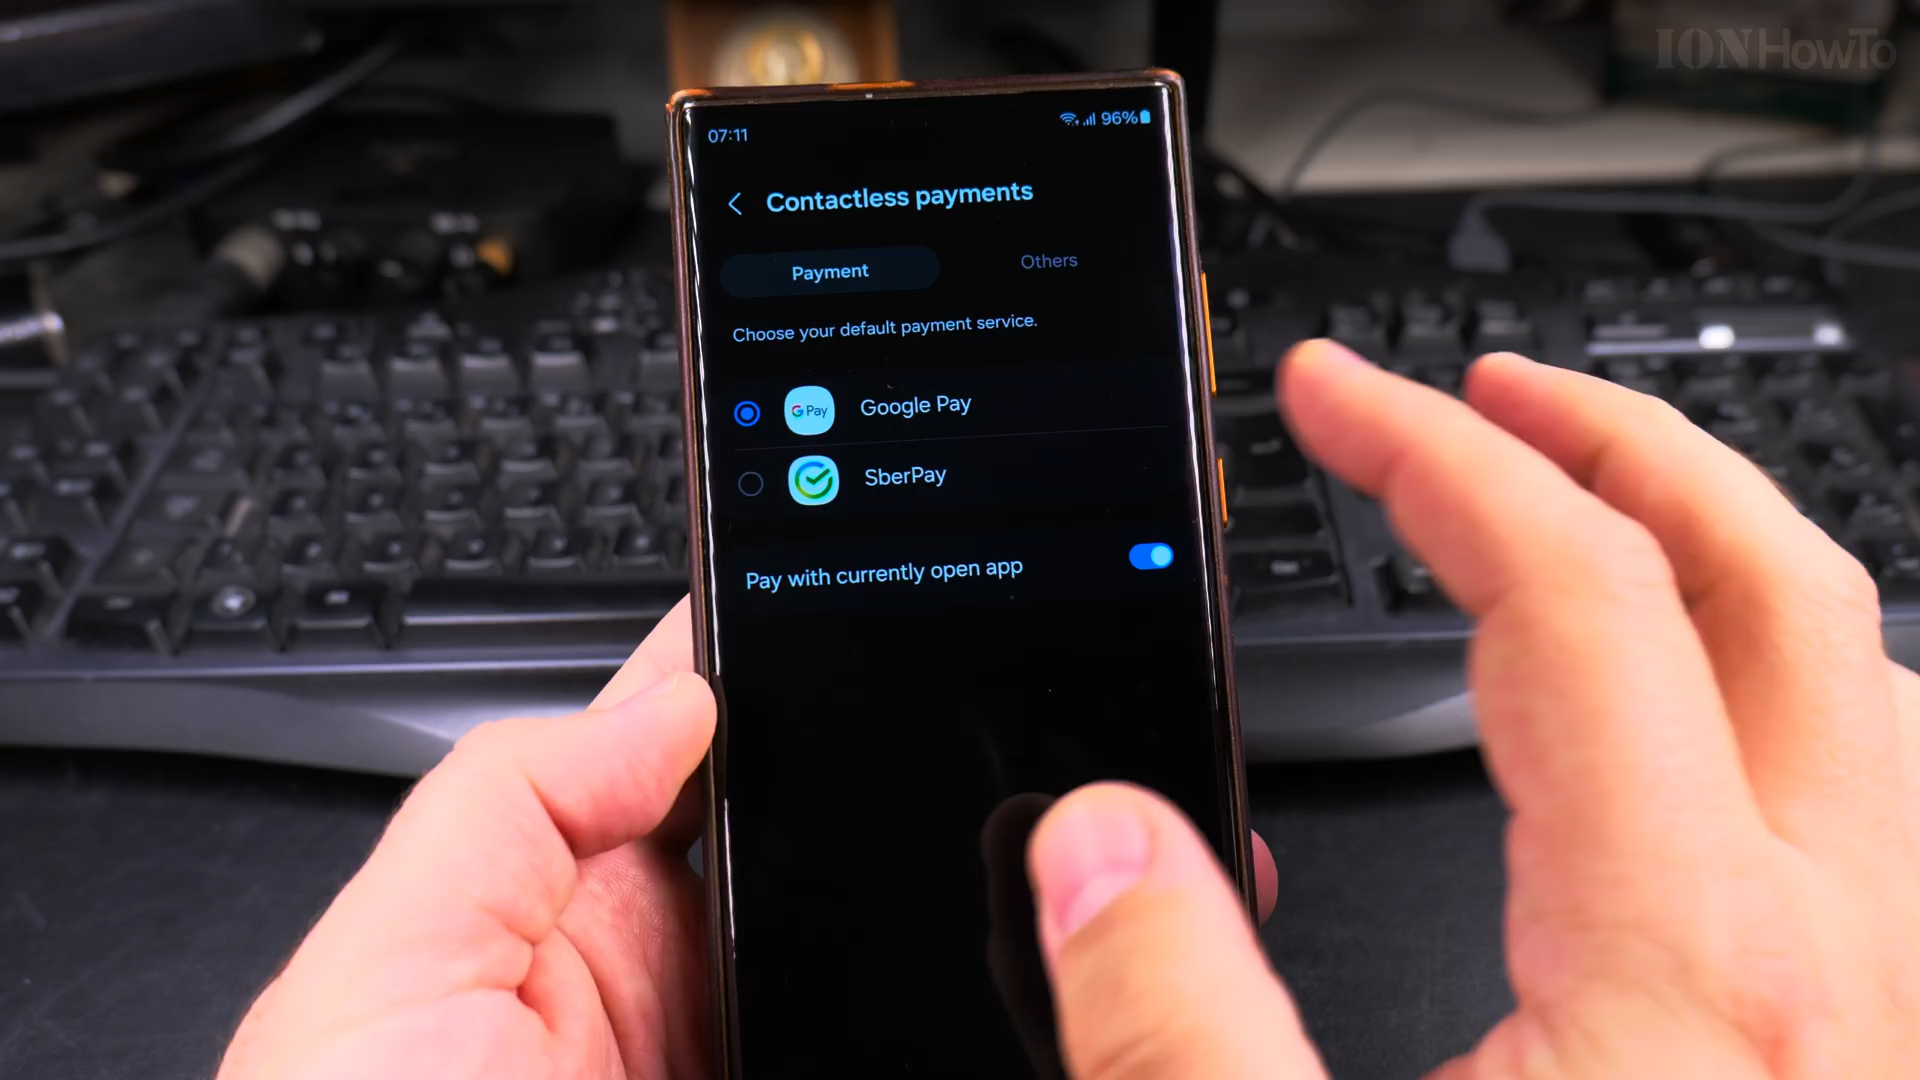 IONHowTo
07:11
96%
Contactless payments
Payment
Others
Choose your default payment service.
G Pay
Google Pay
SberPay
Pay with currently open app